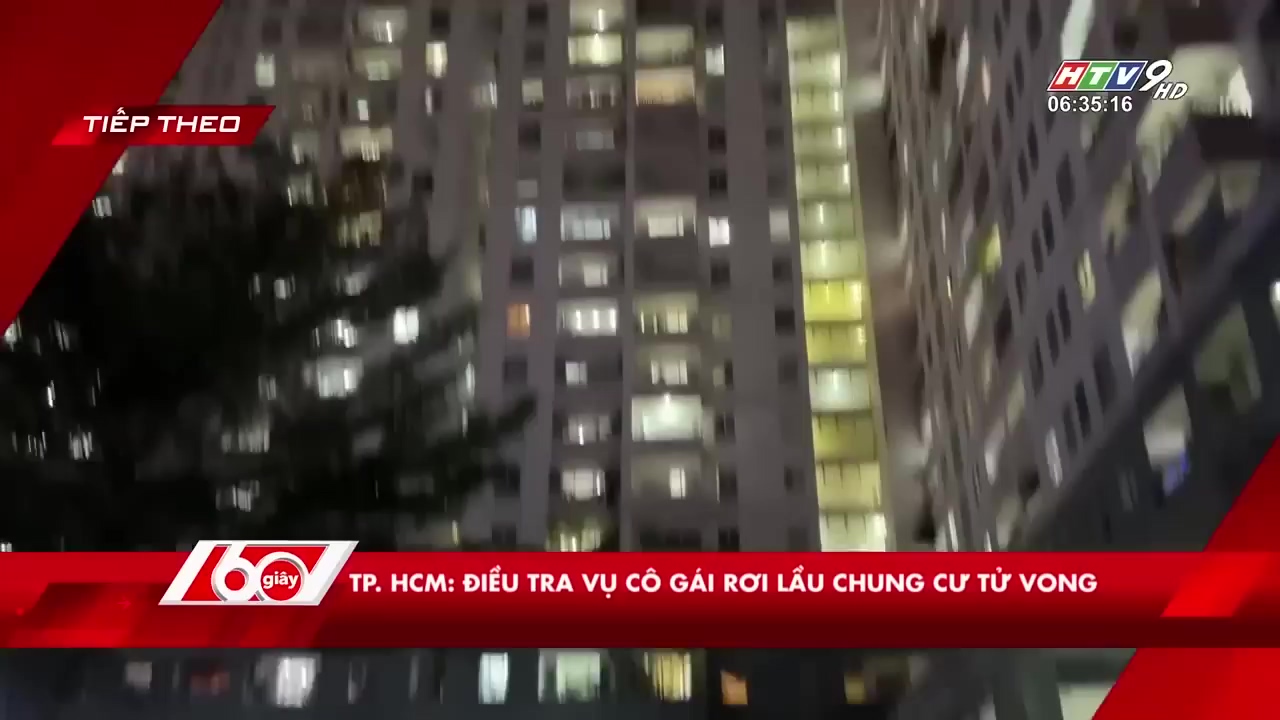 HTV9
HD
06:35:16
TIẾP THEO
60 giây
TP. HCM: ĐIỀU TRA VỤ CÔ GÁI RƠI LẦU CHUNG CƯ TỬ VONG